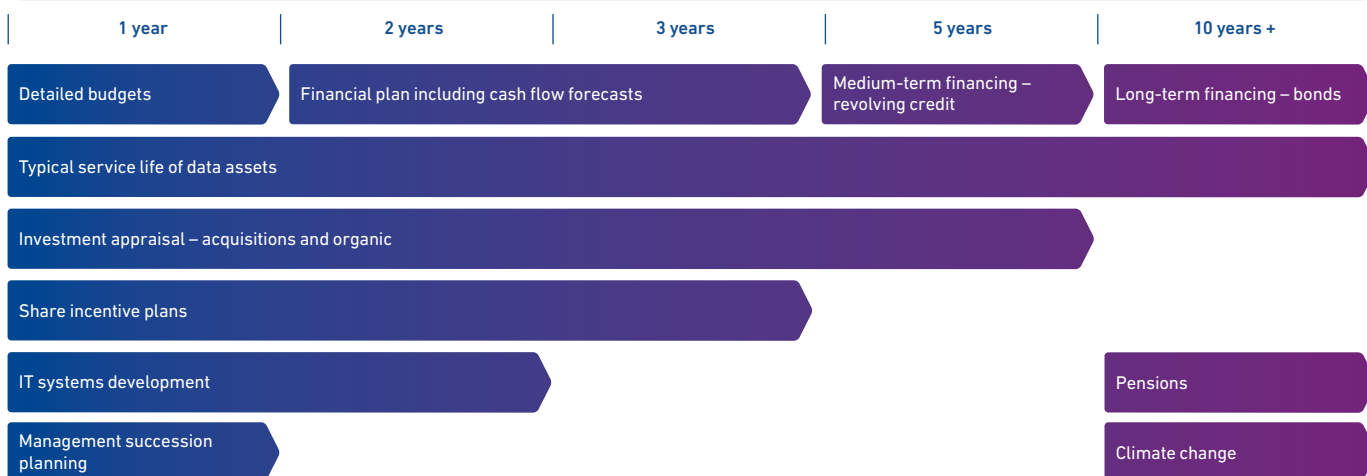 1 year
2 years
3 years
5 years
10 years +
Detailed budgets
Financial plan including cash flow forecasts
Medium-term financing –
revolving credit
Long-term financing – bonds
Typical service life of data assets
Investment appraisal – acquisitions and organic
Share incentive plans
IT systems development
Pensions
Management succession
planning
Climate change